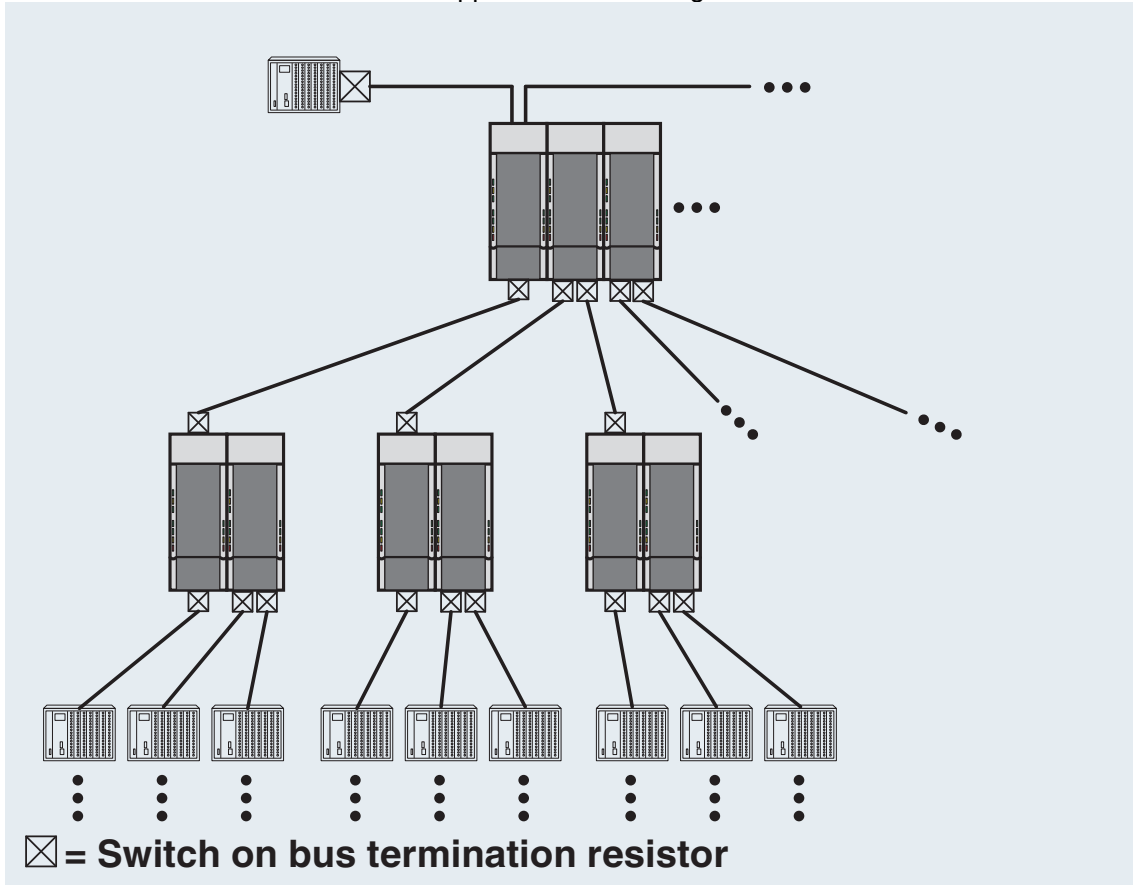 = Switch on bus termination resistor